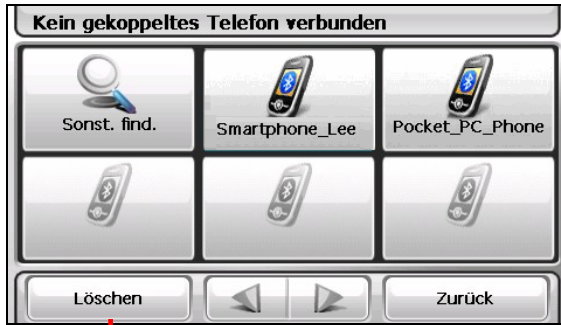 Kein gekoppeltes Telefon verbunden
Sonst. find.
Smartphone_Lee
Pocket_PC_Phone
Löschen
Zurück